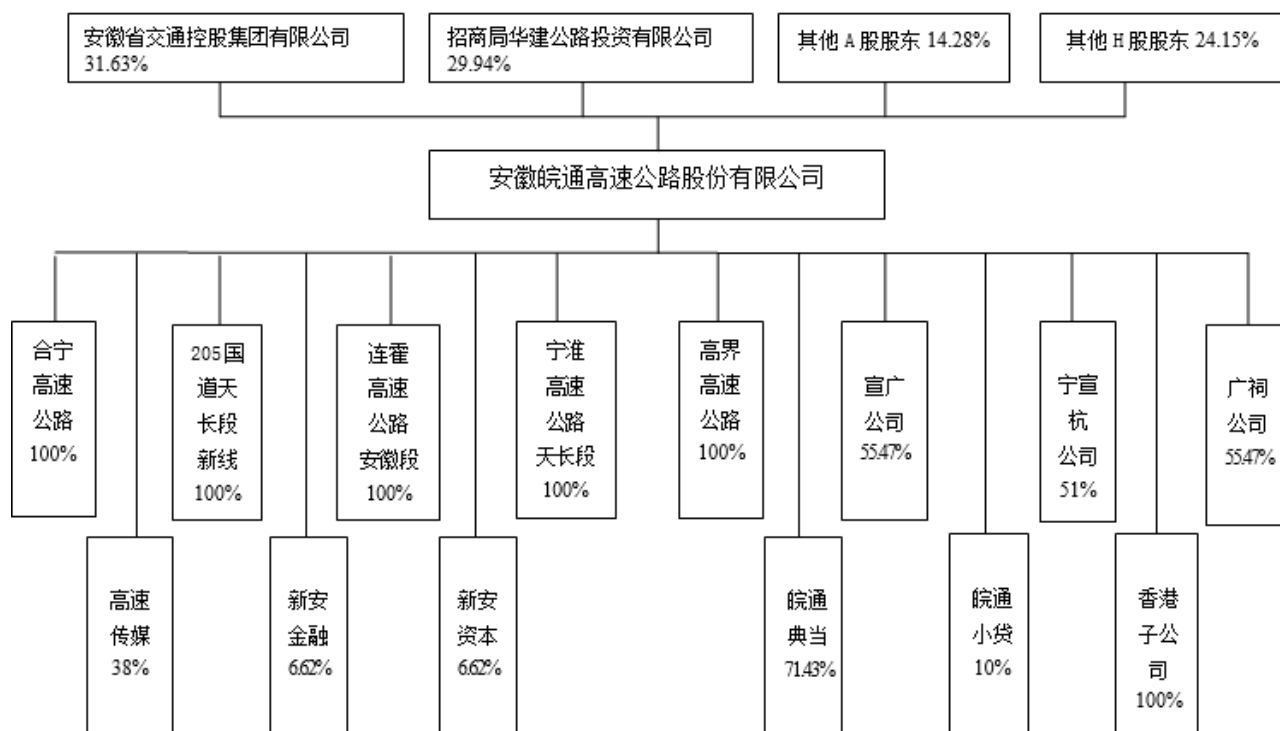 安徽省交通控股集团有限公司
31.63%
招商局华建公路投资有限公司
29.94%
其他 A 股股东 14.28%
其他 H 股股东 24.15%
安徽皖通高速公路股份有限公司
合宁
高速
公路
100%
205国
道天
长段
新线
100%
连霍
高速
公路
安徽段
100%
宁淮
高速
公路
天长段
100%
高界
高速
公路
100%
宣广
公司
55.47%
宁宣
杭
公司
51%
广祠
公司
55.47%
高速
传媒
38%
新安
金融
6.62%
新安
资本
6.62%
皖通
典当
71.43%
皖通
小贷
10%
香港
子公
司
100%